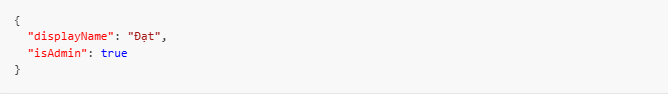 {
  "displayName": "Đạt",
  "isAdmin": true
}